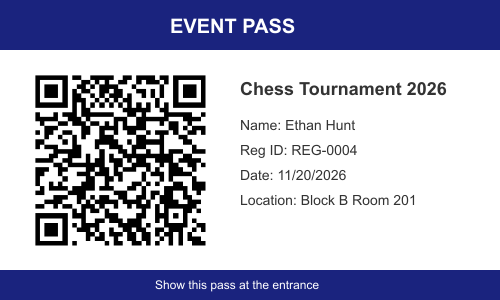 EVENT PASS
Chess Tournament 2026
Name: Ethan Hunt
Reg ID: REG-0004
Date: 11/20/2026
Location: Block B Room 201
Show this pass at the entrance